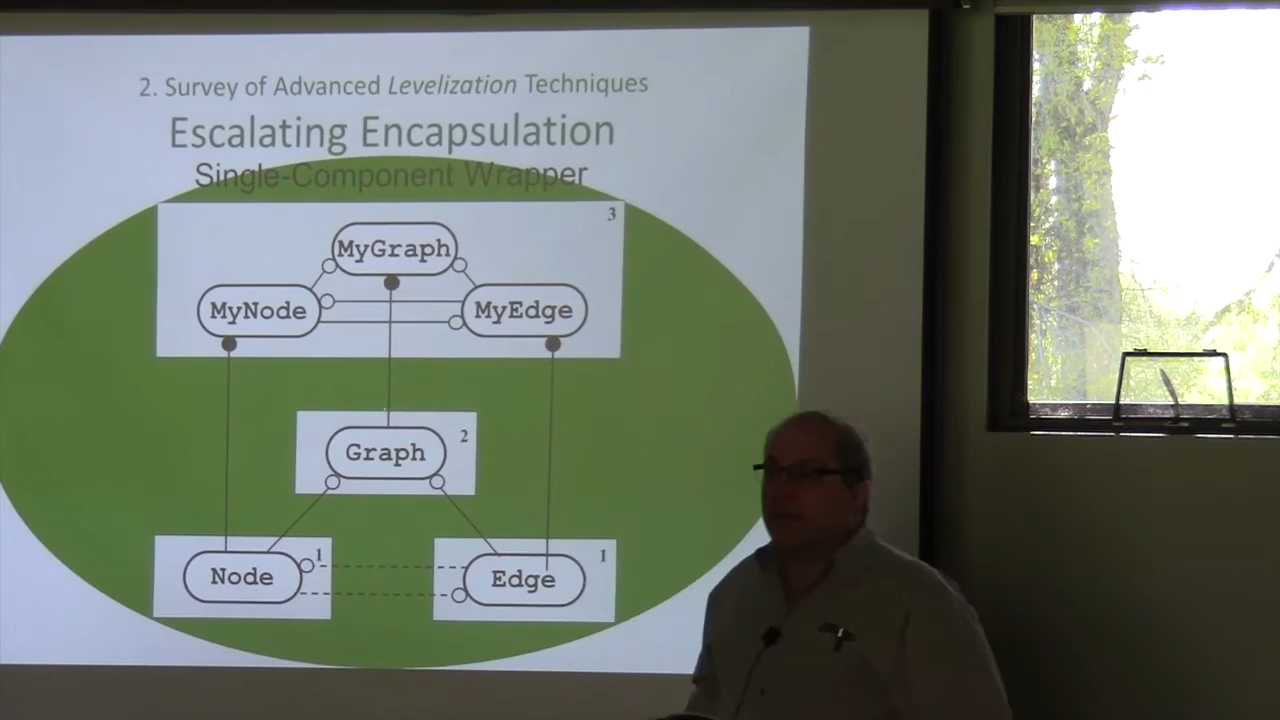 2. Survey of Advanced Levelization Techniques
Escalating Encapsulation
Single-Component Wrapper
3
MyGraph
MyNode
MyEdge
Graph
2
Node
1
Edge
1